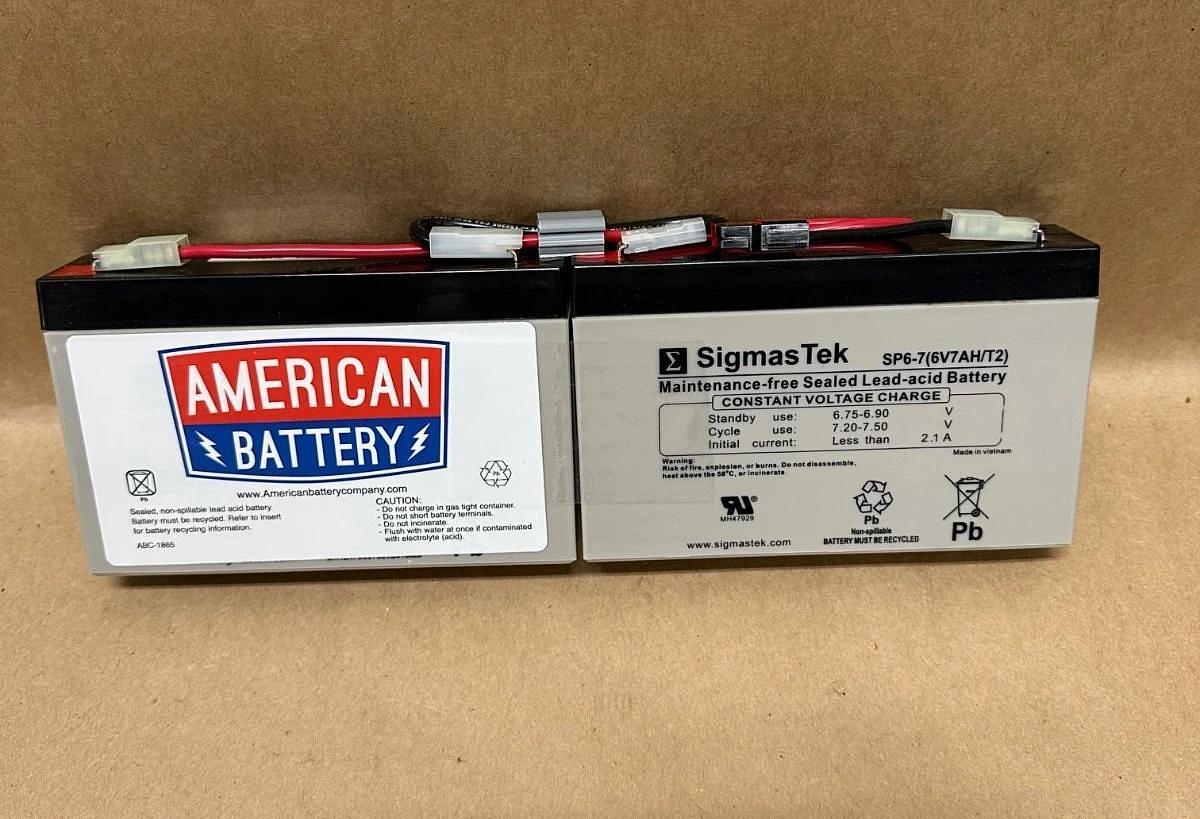 AMERICAN
BATTERY
www.Americanbatterycompany.com
Pb
Sealed, non-spillable lead acid battery.
Battery must be recycled. Refer to insert
for battery recycling information.
ABC-1865
Pb
CAUTION:
- Do not charge in gas tight container.
- Do not short battery terminals.
- Do not incinerate.
- Flush with water at once if contaminated
with electrolyte (acid).
Σ SigmasTek SP6-7(6V7AH/T2)
Maintenance-free Sealed Lead-acid Battery
CONSTANT VOLTAGE CHARGE
Standby use: 6.75-6.90 V
Cycle use: 7.20-7.50 V
Initial current: Less than 2.1 A
Made in vietnam
Warning:
Risk of fire, explosion, or burns. Do not disassemble,
heat above the 50°C, or incinerate.
RU®
MH47929
Pb
Non-spillable
BATTERY MUST BE RECYCLED
Pb
www.sigmastek.com